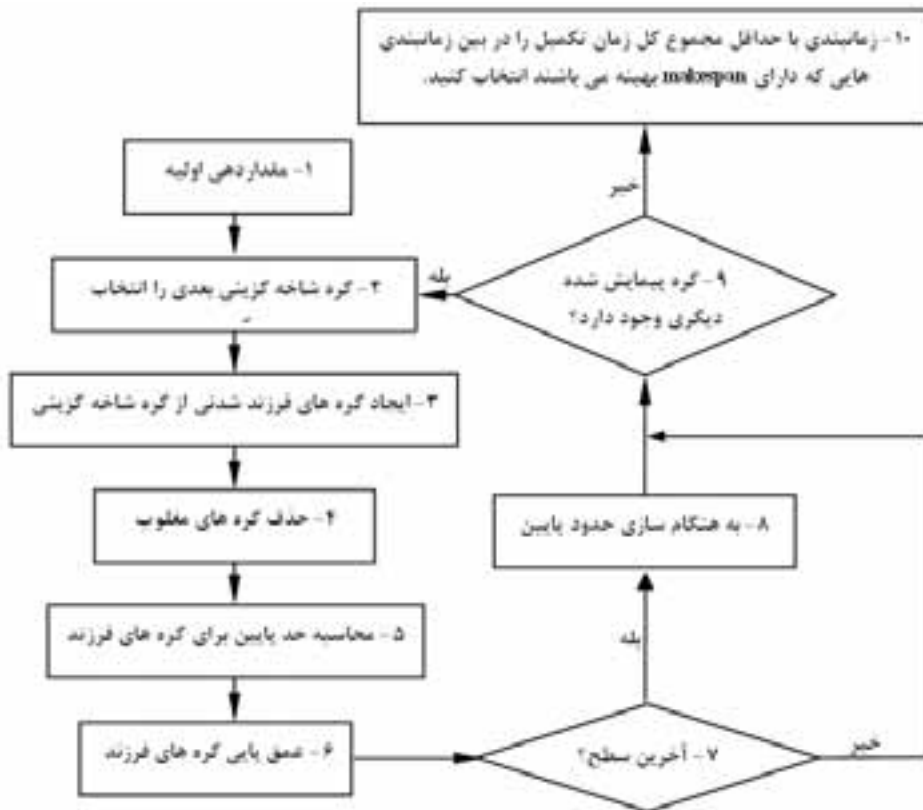 ۱- مقداردهی اولیه
۲- گره شاخه گزینی بعدی را انتخاب
۳- ایجاد گره های فرزند شدنی از گره شاخه گزینی
۴- حذف گره های مغلوب
۵- محاسبه حد پایین برای گره های فرزند
۶- عمق یابی گره های فرزند
۷- آخرین سطح؟
بله
خیر
۸- به هنگام سازی حدود پایین
۹- گره پیمایش شده
دیگری وجود دارد؟
بله
خیر
۱۰- زمانبندی با حداقل مجموع کل زمان تکمیل را در بین زمانبندی
هایی که دارای makespan بهینه می باشند انتخاب کنید.